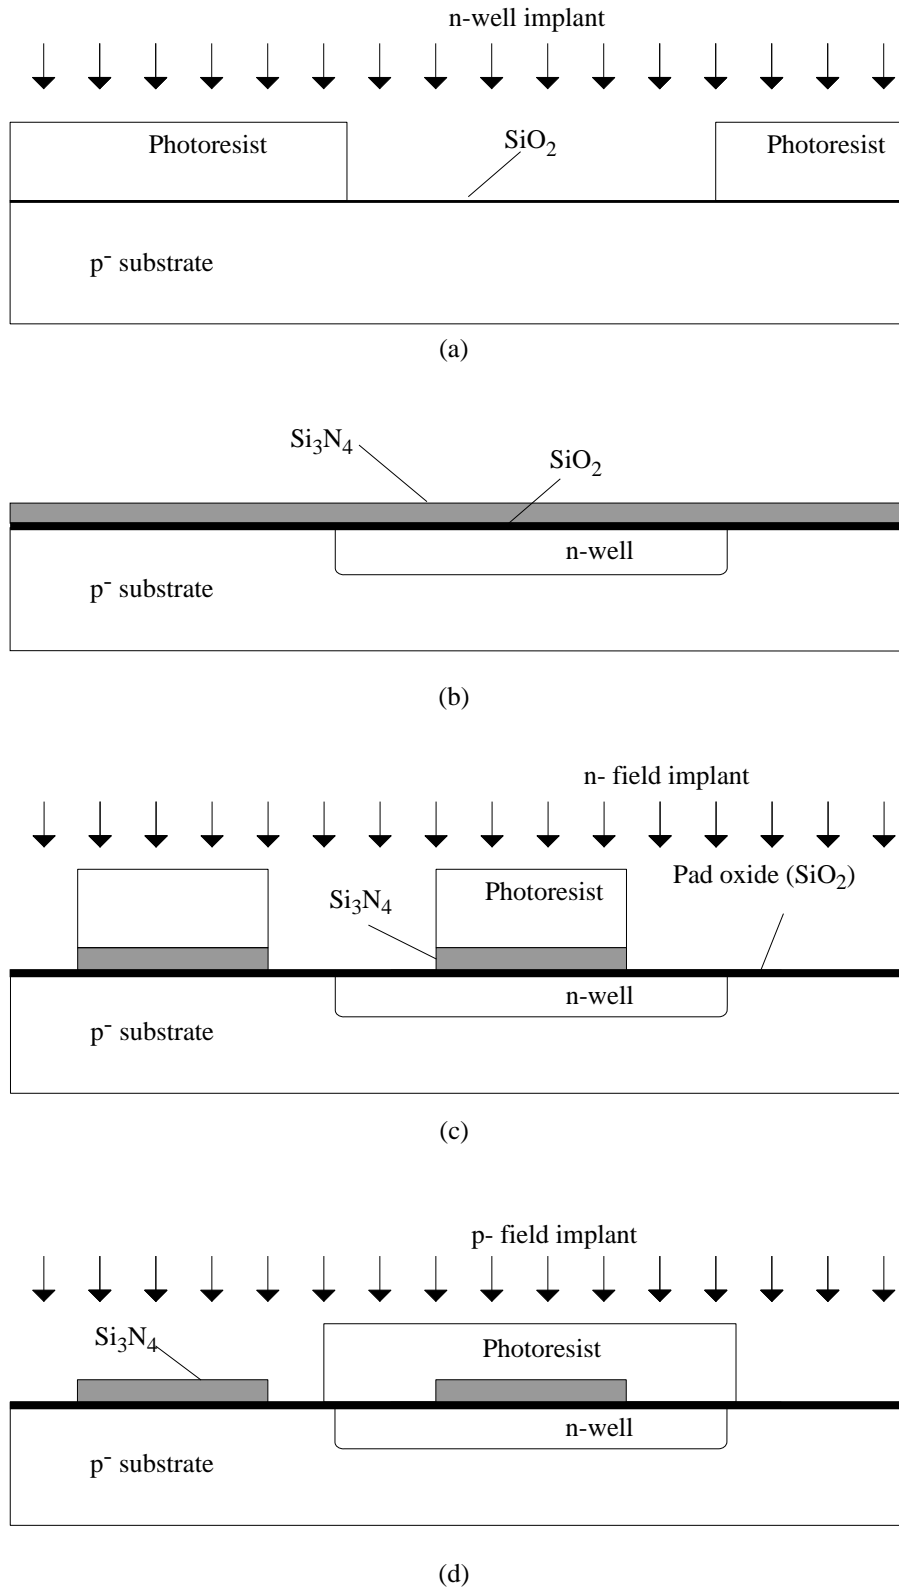 n-well implant
Photoresist
SiO2
Photoresist
p- substrate
(a)
Si3N4
SiO2
n-well
p- substrate
(b)
n- field implant
Pad oxide (SiO2)
Photoresist
Si3N4
n-well
p- substrate
(c)
p- field implant
Si3N4
Photoresist
n-well
p- substrate
(d)